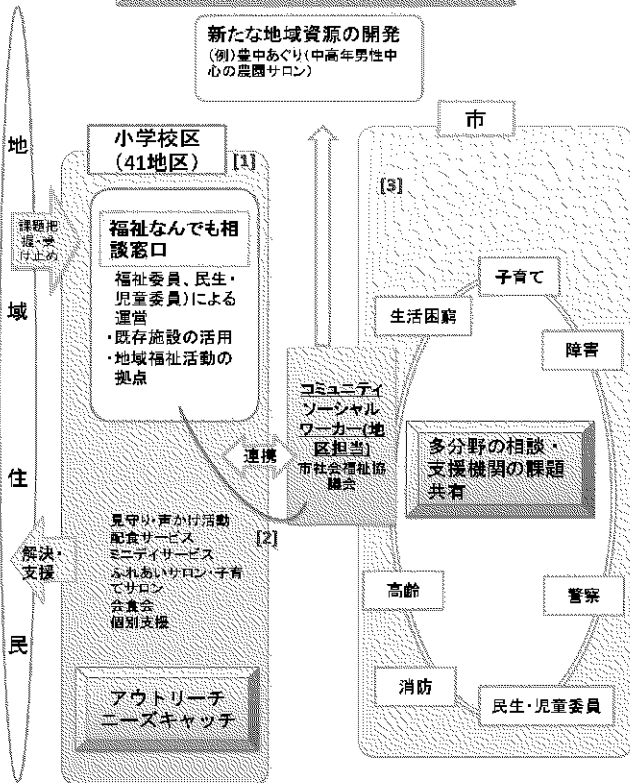 新たな地域資源の開発
(例)豊中あぐり(中高年男性中
心の農園サロン)
市
小学校区
(41地区)
[1]
[3]
地域住民
課題把
握・受
け止め
福祉なんでも相
談窓口
福祉委員、民生・
児童委員)による
運営
・既存施設の活用
・地域福祉活動の
拠点
子育て
生活困窮
障害
コミュニティ
ソーシャル
ワーカー(地
区担当)
市社会福祉協
議会
連携
多分野の相談・
支援機関の課題
共有
[2]
見守り・声かけ活動
配食サービス
ミニデイサービス
ふれあいサロン・子育
てサロン
会食会
個別支援
解決・
支援
高齢
警察
消防
民生・児童委員
アウトリーチ
ニーズキャッチ